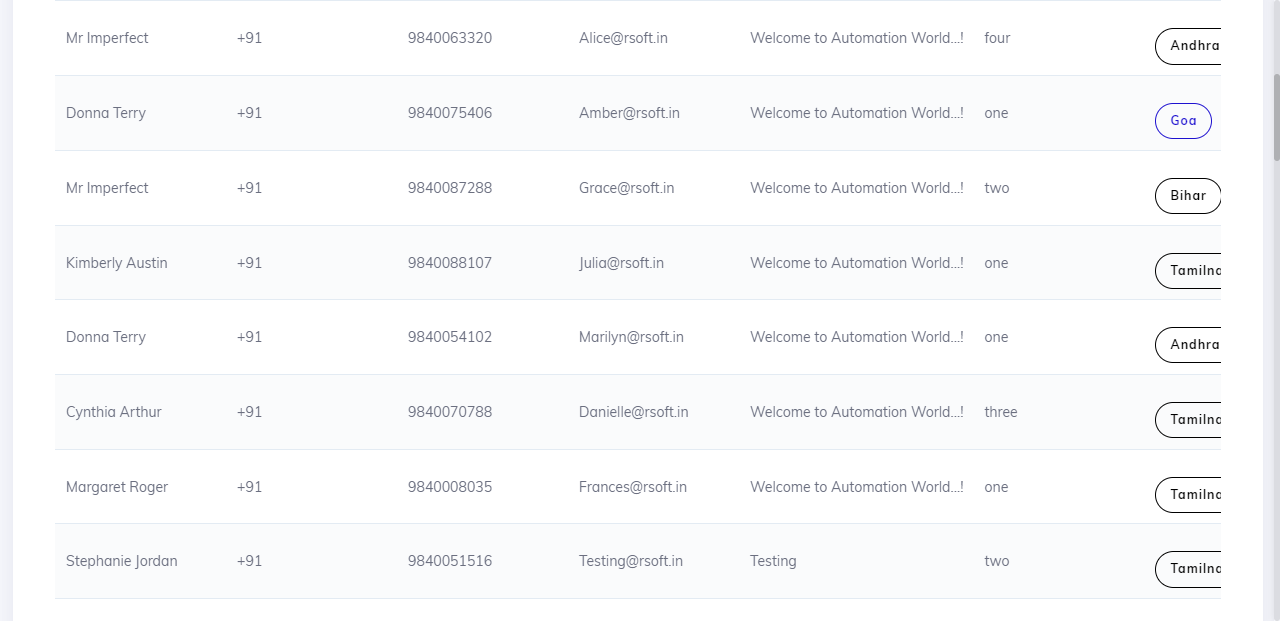 Mr Imperfect +91 9840063320 Alice@rsoft.in Welcome to Automation World...! four Andhra
Donna Terry +91 9840075406 Amber@rsoft.in Welcome to Automation World...! one Goa
Mr Imperfect +91 9840087288 Grace@rsoft.in Welcome to Automation World...! two Bihar
Kimberly Austin +91 9840088107 Julia@rsoft.in Welcome to Automation World...! one Tamilna
Donna Terry +91 9840054102 Marilyn@rsoft.in Welcome to Automation World...! one Andhra
Cynthia Arthur +91 9840070788 Danielle@rsoft.in Welcome to Automation World...! three Tamilna
Margaret Roger +91 9840008035 Frances@rsoft.in Welcome to Automation World...! one Tamilna
Stephanie Jordan +91 9840051516 Testing@rsoft.in Testing two Tamilna